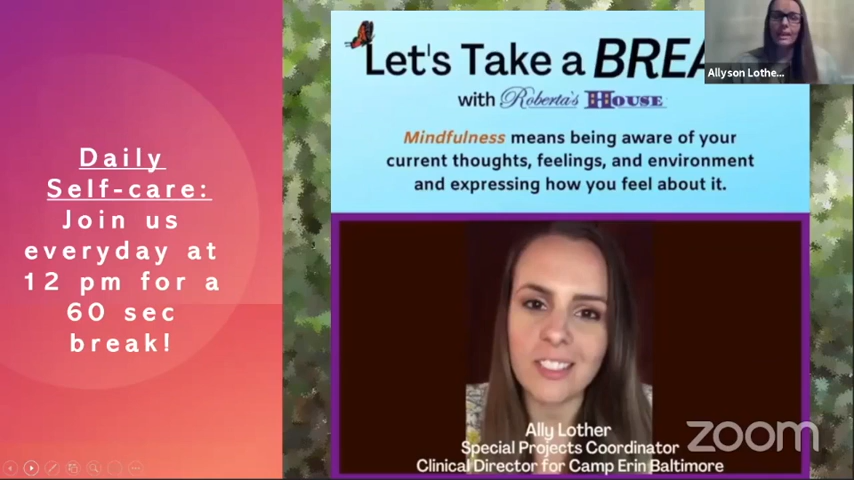 Daily
Self-care:
Join us
everyday at
12 pm for a
60 sec
break!
Let's Take a BREA
with Roberta's HOUSE
Mindfulness means being aware of your
current thoughts, feelings, and environment
and expressing how you feel about it.
Allyson Lothe...
Ally Lother
Special Projects Coordinator
Clinical Director for Camp Erin Baltimore
zoom